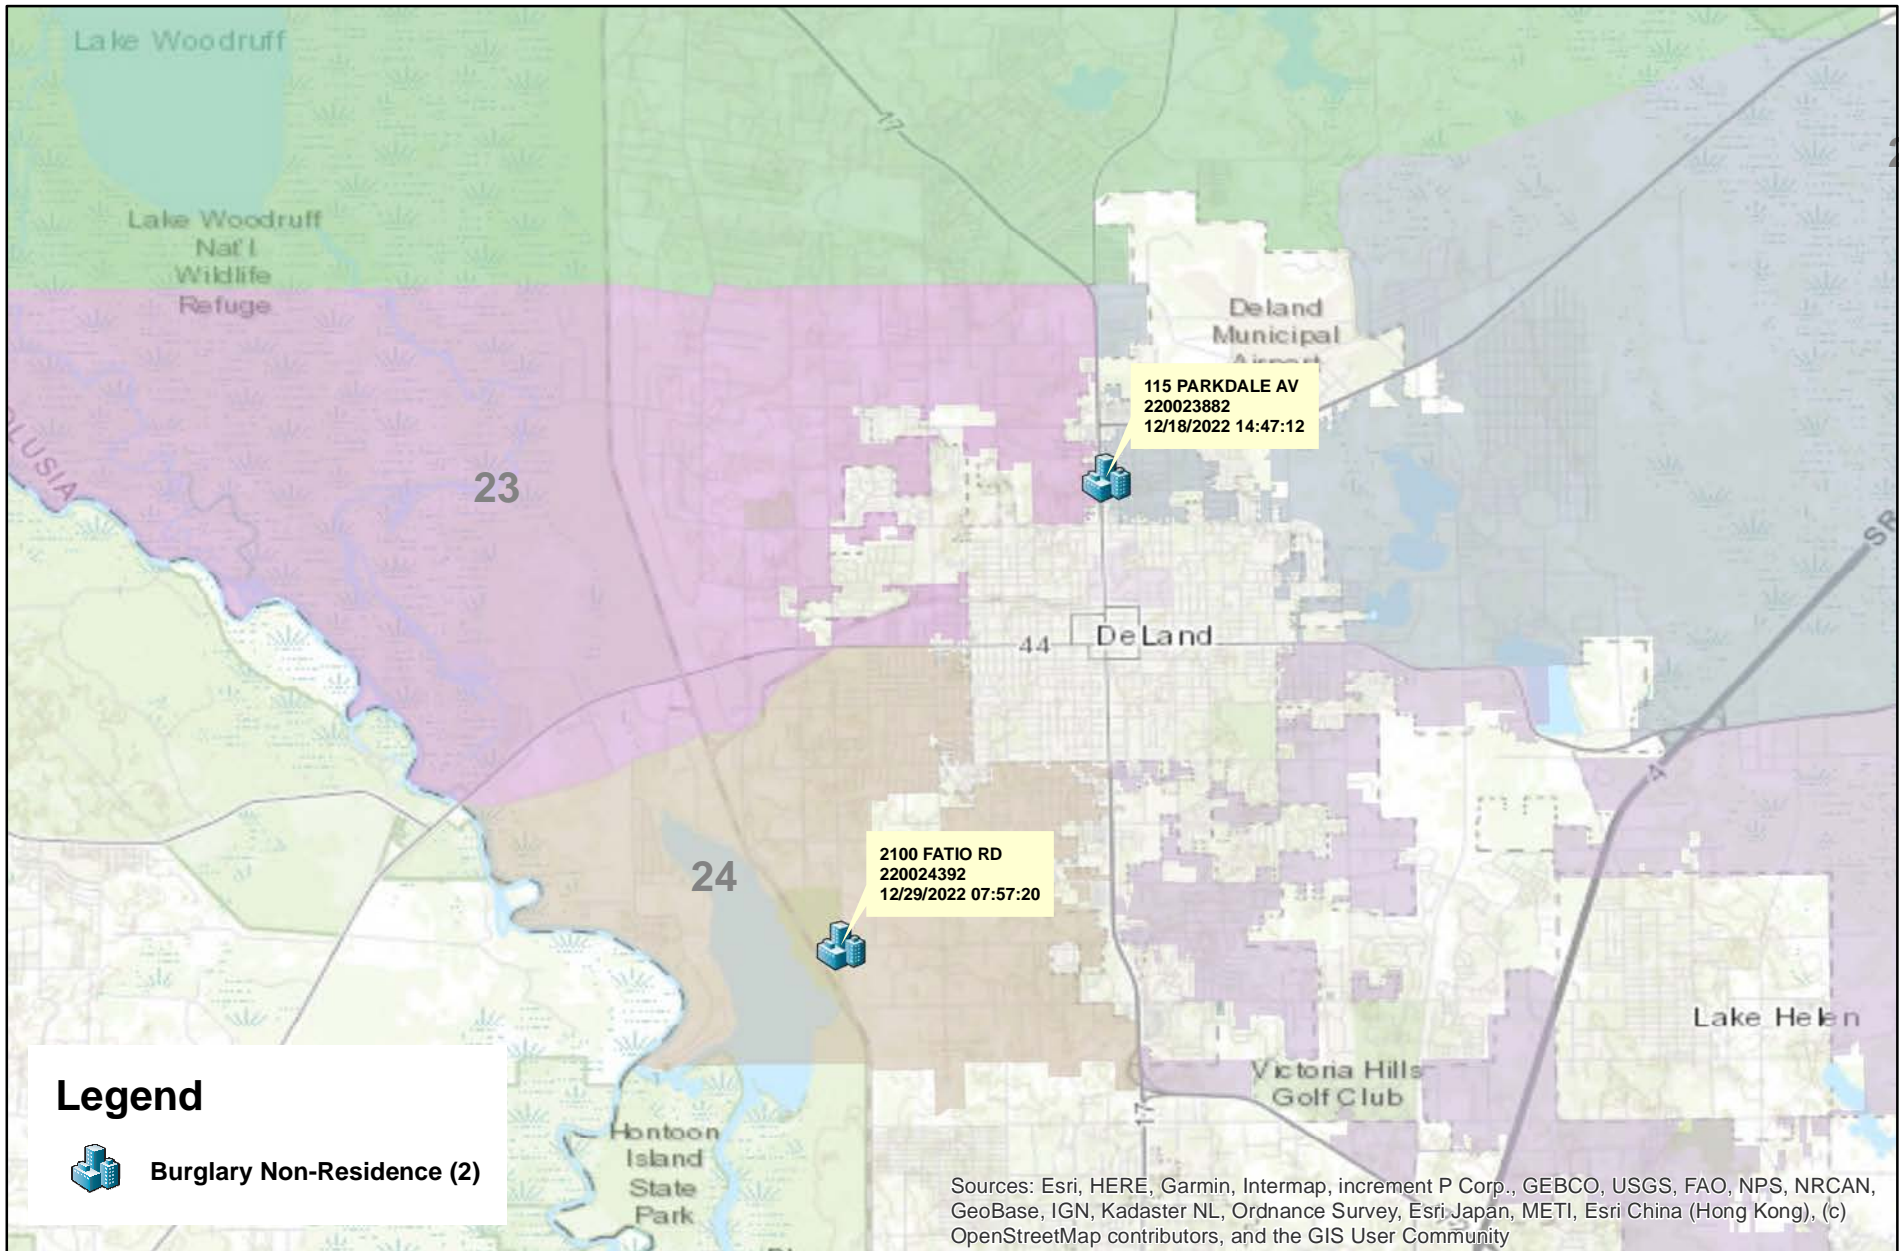 Lake Woodruff
17
Lake Woodruff
Nat'l
Wildlife
Refuge
Deland
Municipal
Airport
115 PARKDALE AV
220023882
12/18/2022 14:47:12
23
SR
44
DeLand
4
24
2100 FATIO RD
220024392
12/29/2022 07:57:20
Lake Helen
Victoria Hills
Golf Club
17
Legend
Burglary Non-Residence (2)
Hontoon
Island
State
Park
Sources: Esri, HERE, Garmin, Intermap, increment P Corp., GEBCO, USGS, FAO, NPS, NRCAN,
GeoBase, IGN, Kadaster NL, Ordnance Survey, Esri Japan, METI, Esri China (Hong Kong), (c)
OpenStreetMap contributors, and the GIS User Community